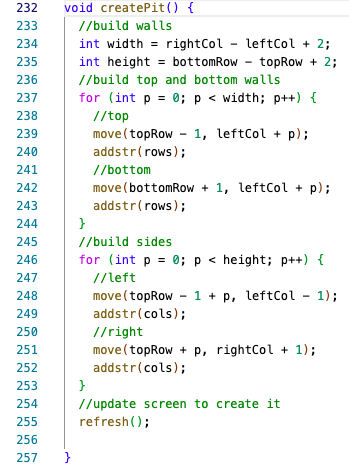 232 void createPit() {
233   //build walls
234   int width = rightCol - leftCol + 2;
235   int height = bottomRow - topRow + 2;
236   //build top and bottom walls
237   for (int p = 0; p < width; p++) {
238     //top
239     move(topRow - 1, leftCol + p);
240     addstr(rows);
241     //bottom
242     move(bottomRow + 1, leftCol + p);
243     addstr(rows);
244   }
245   //build sides
246   for (int p = 0; p < height; p++) {
247     //left
248     move(topRow - 1 + p, leftCol - 1);
249     addstr(cols);
250     //right
251     move(topRow + p, rightCol + 1);
252     addstr(cols);
253   }
254   //update screen to create it
255   refresh();
256
257 }